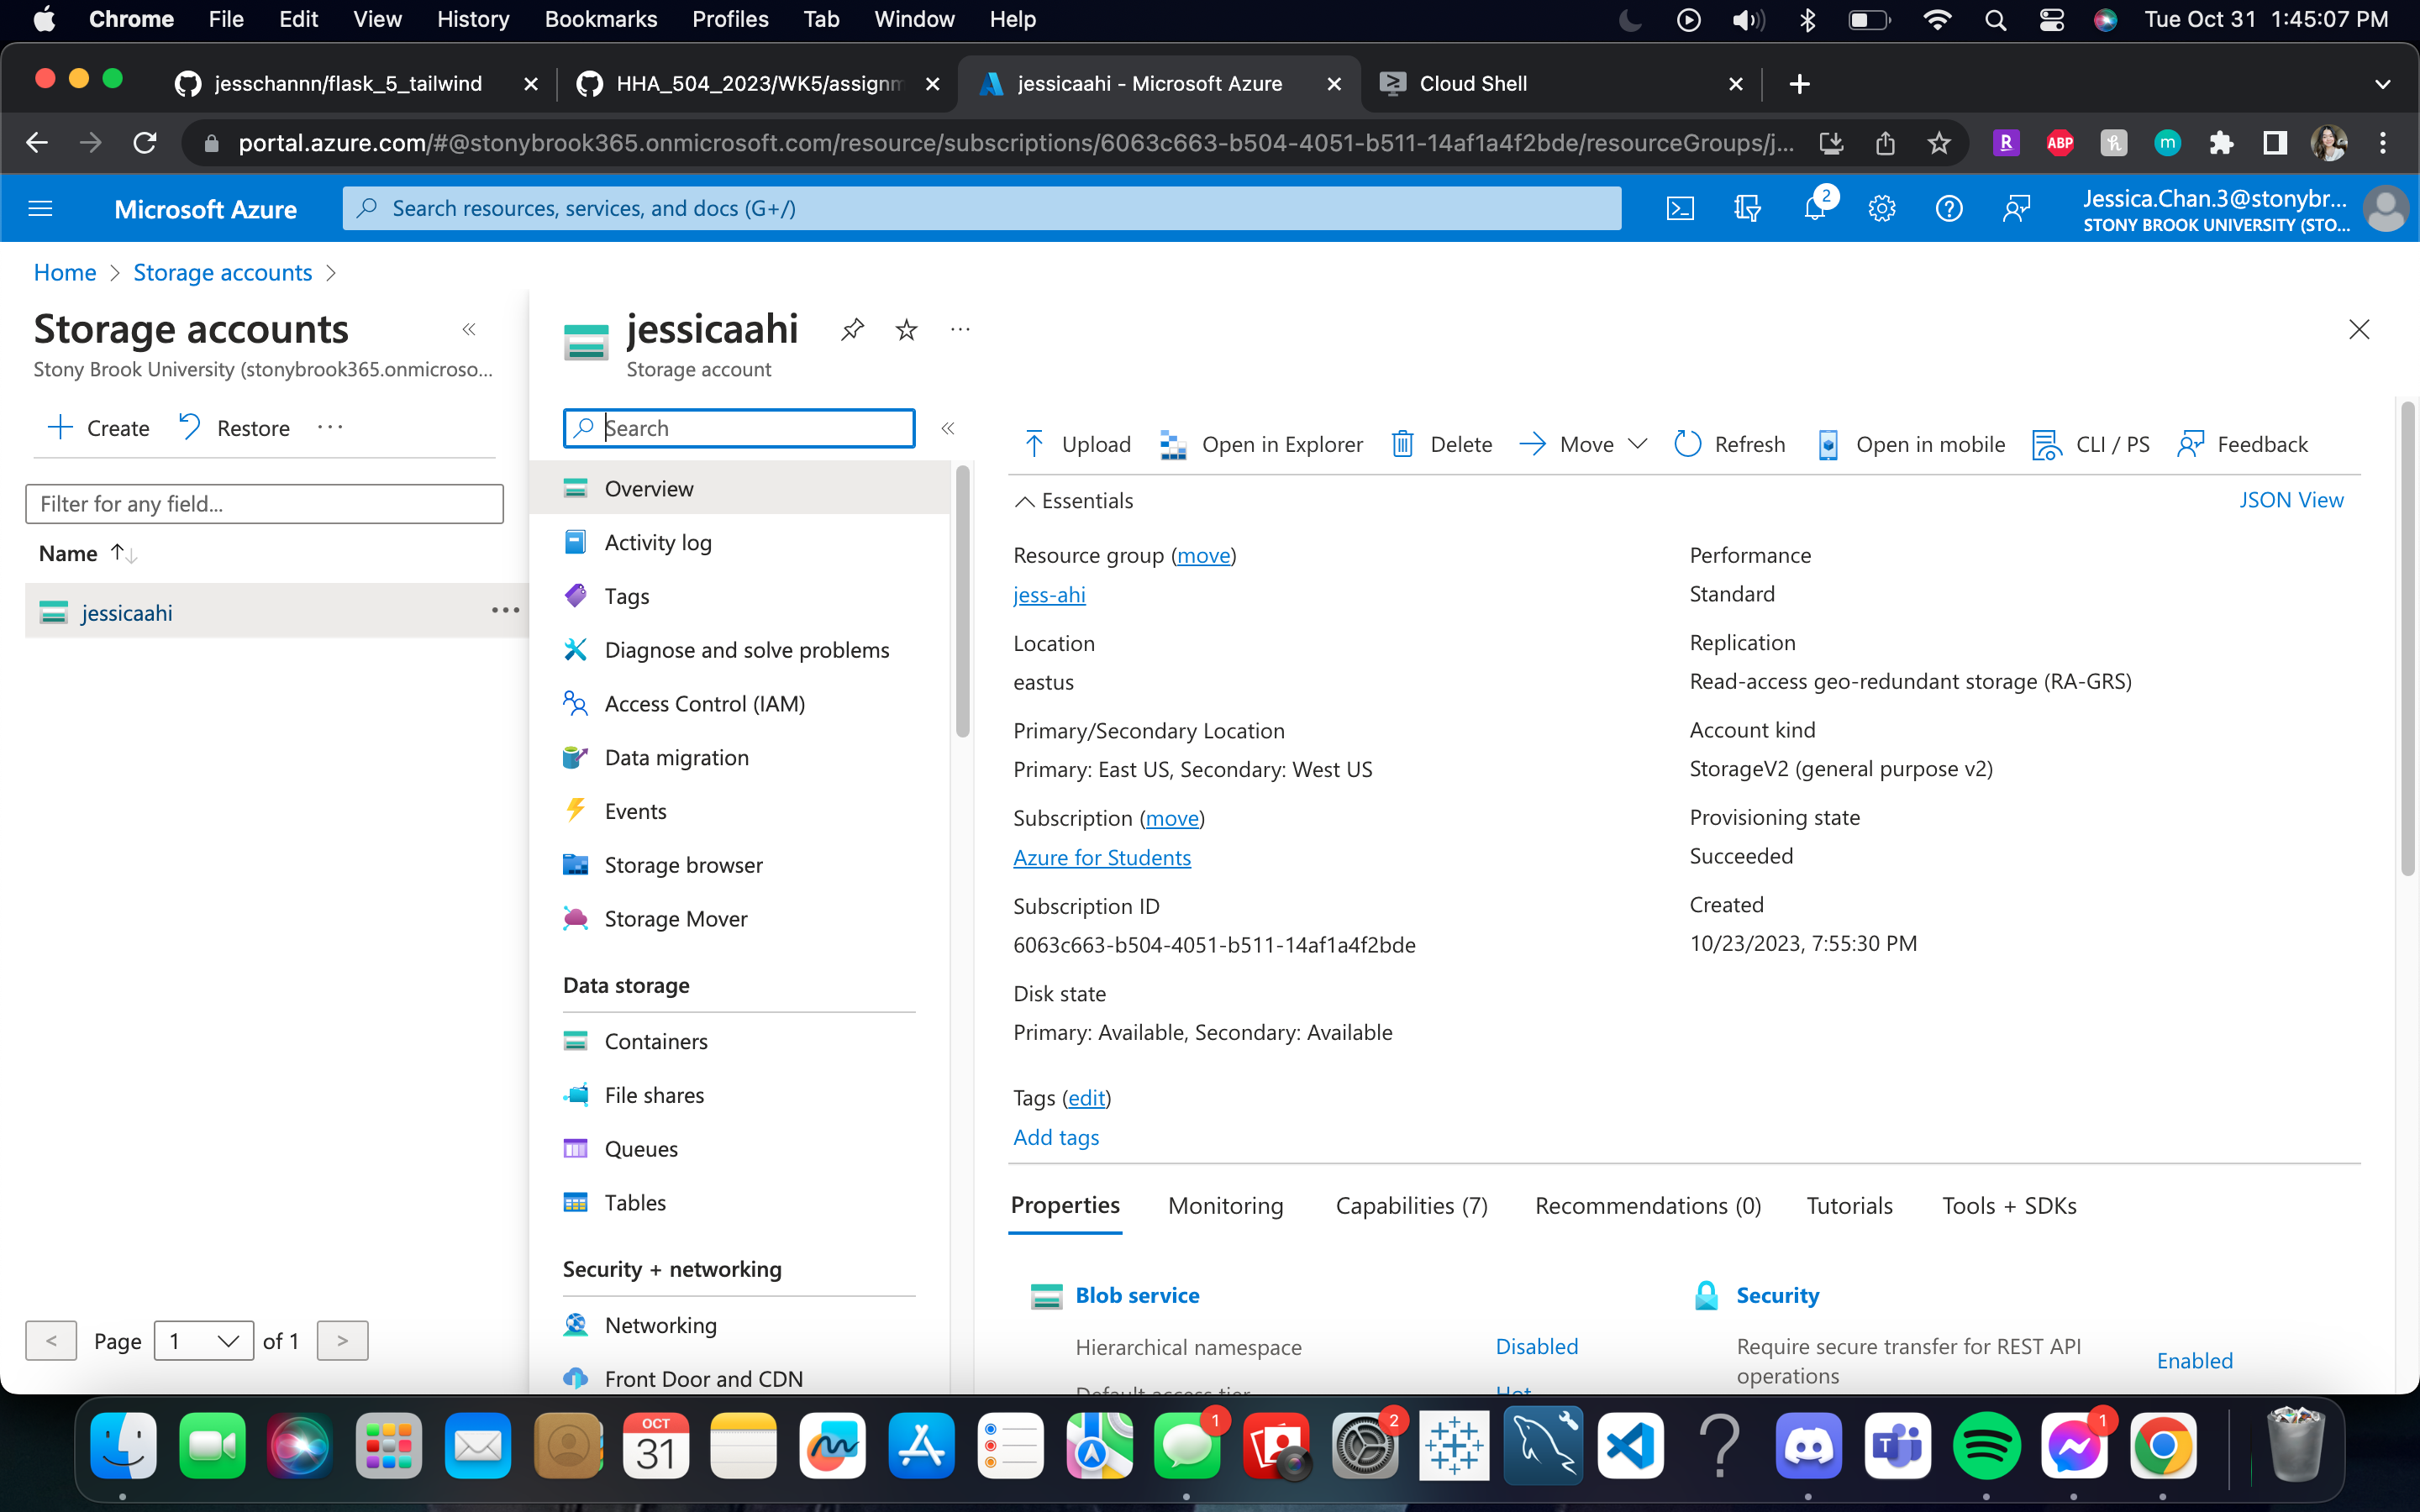 Chrome File Edit View History Bookmarks Profiles Tab Window Help Tue Oct 31 1:45:07 PM
jesschannn/flask_5_tailwind HHA_504_2023/WK5/assignm jessicaahi - Microsoft Azure Cloud Shell
portal.azure.com/#@stonybrook365.onmicrosoft.com/resource/subscriptions/6063c663-b504-4051-b511-14af1a4f2bde/resourceGroups/j... R ABP h m
Microsoft Azure
Search resources, services, and docs (G+/)
2
Jessica.Chan.3@stonybr...
STONY BROOK UNIVERSITY (STO...
Home > Storage accounts >
Storage accounts
Stony Brook University (stonybrook365.onmicroso...
Create Restore ...
Filter for any field...
Name
jessicaahi
< Page 1 of 1 >
jessicaahi
Storage account
Search
Overview
Activity log
Tags
Diagnose and solve problems
Access Control (IAM)
Data migration
Events
Storage browser
Storage Mover
Data storage
Containers
File shares
Queues
Tables
Security + networking
Networking
Front Door and CDN
Upload Open in Explorer Delete Move Refresh Open in mobile CLI / PS Feedback
Essentials
JSON View
Resource group (move)
jess-ahi
Location
eastus
Primary/Secondary Location
Primary: East US, Secondary: West US
Subscription (move)
Azure for Students
Subscription ID
6063c663-b504-4051-b511-14af1a4f2bde
Disk state
Primary: Available, Secondary: Available
Performance
Standard
Replication
Read-access geo-redundant storage (RA-GRS)
Account kind
StorageV2 (general purpose v2)
Provisioning state
Succeeded
Created
10/23/2023, 7:55:30 PM
Tags (edit)
Add tags
Properties Monitoring Capabilities (7) Recommendations (0) Tutorials Tools + SDKs
Blob service
Hierarchical namespace Disabled
Default access tier Hot
Security
Require secure transfer for REST API
operations
Enabled
OCT
31
1
2
T
1